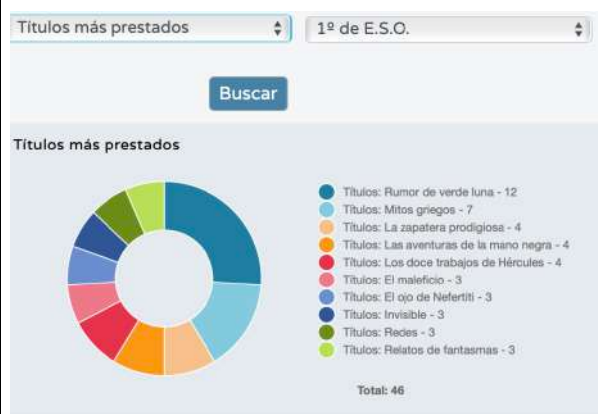 Títulos más prestados
1º de E.S.O.
Buscar
Títulos más prestados
Títulos: Rumor de verde luna - 12
Títulos: Mitos griegos - 7
Títulos: La zapatera prodigiosa - 4
Títulos: Las aventuras de la mano negra - 4
Títulos: Los doce trabajos de Hércules - 4
Títulos: El maleficio - 3
Títulos: El ojo de Nefertiti - 3
Títulos: Invisible - 3
Títulos: Redes - 3
Títulos: Relatos de fantasmas - 3
Total: 46